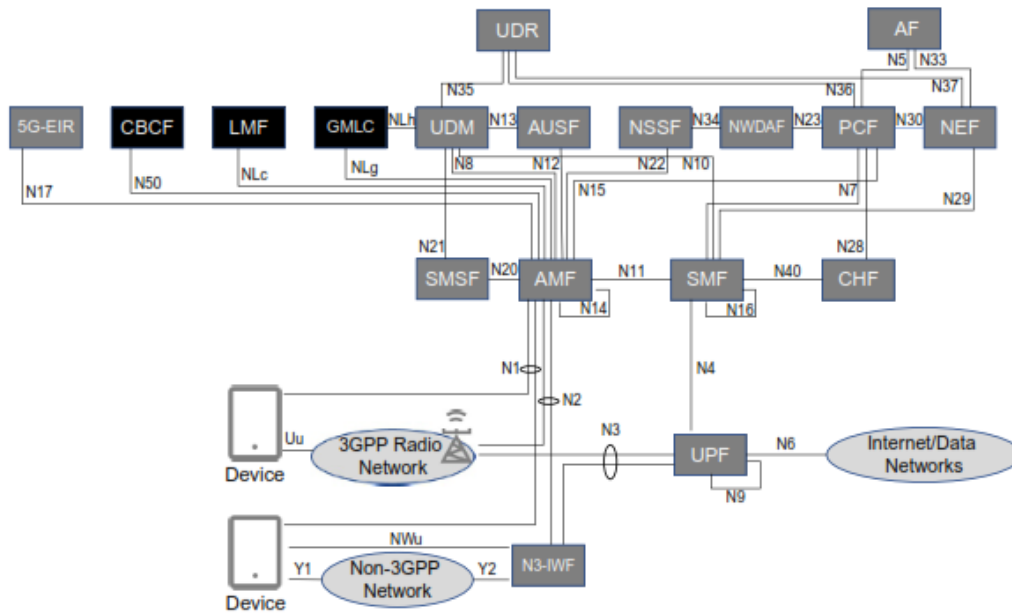 UDR
AF
N5
N33
N35
N36
N37
5G-EIR
CBCF
LMF
GMLC
NLh
UDM
N13
AUSF
NSSF
N34
NWDAF
N23
PCF
N30
NEF
N8
N12
N22
N10
NLg
NLc
N50
N17
N15
N7
N29
N21
N28
SMSF
N20
AMF
N11
SMF
N40
CHF
N14
N16
N1
N4
N2
Uu
3GPP Radio
Network
N3
UPF
N6
Internet/Data
Networks
Device
N9
NWu
Y1
Non-3GPP
Network
Y2
N3-IWF
Device